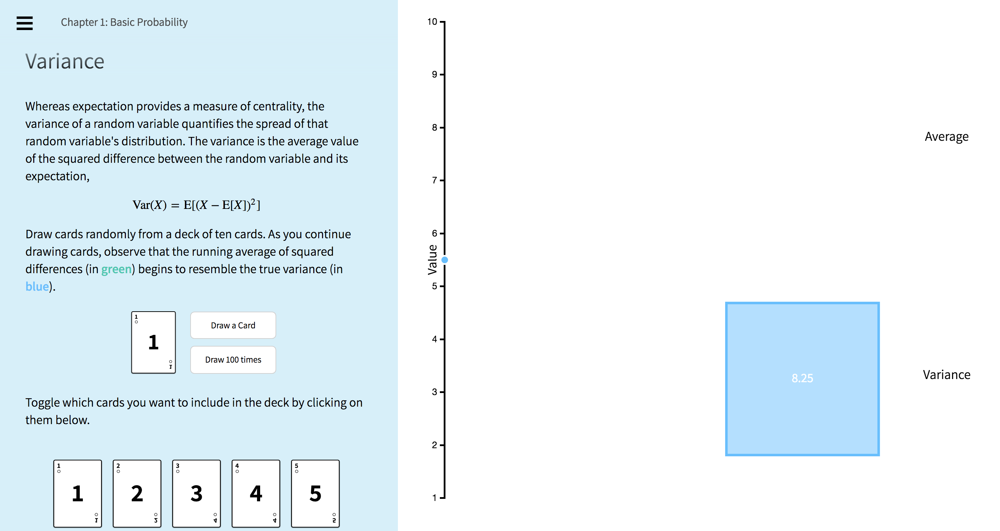 Chapter 1: Basic Probability
Variance
Whereas expectation provides a measure of centrality, the
variance of a random variable quantifies the spread of that
random variable's distribution. The variance is the average value
of the squared difference between the random variable and its
expectation,
Var(X) = E[(X − E[X])²]
Draw cards randomly from a deck of ten cards. As you continue
drawing cards, observe that the running average of squared
differences (in green) begins to resemble the true variance (in
blue).
1
1
1
Draw a Card
Draw 100 times
Toggle which cards you want to include in the deck by clicking on
them below.
1 2 3 4 5
1 2 3 4 5
1 2 4 4 5
10
9
8
7
6
Value
5
4
3
2
1
Average
8.25
Variance